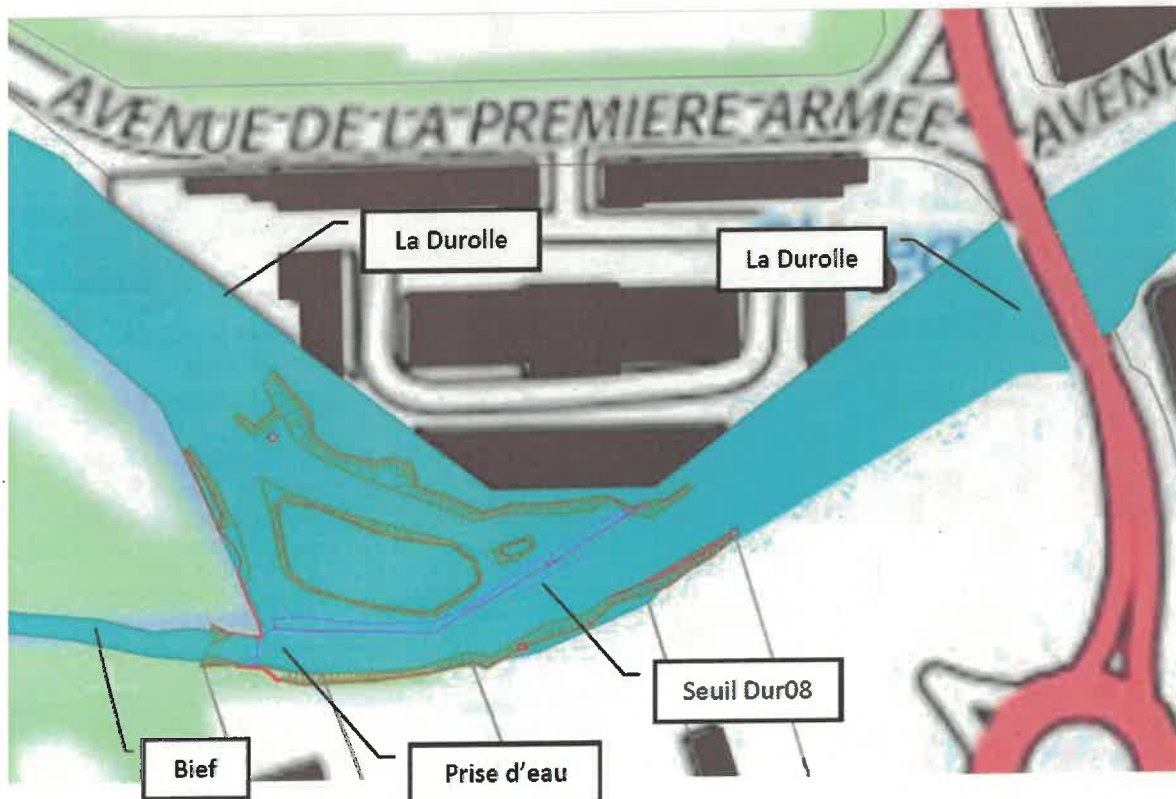 AVENUE DE LA PREMIERE ARMEE
AVENU
La Durolle
La Durolle
Seuil Dur08
Bief
Prise d'eau